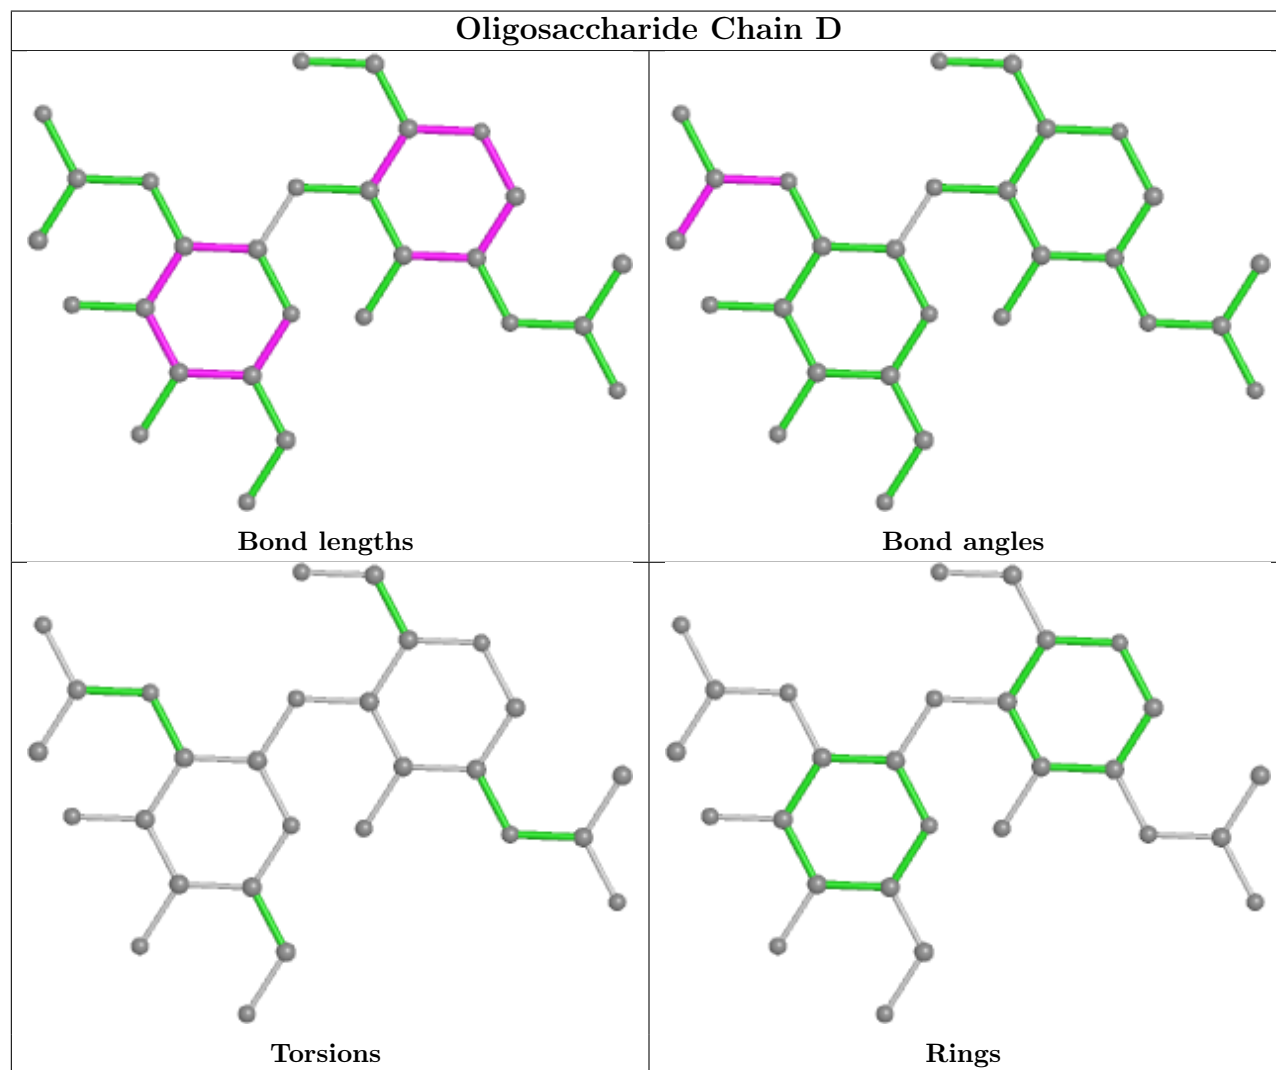 Oligosaccharide Chain D
Bond lengths
Bond angles
Torsions
Rings